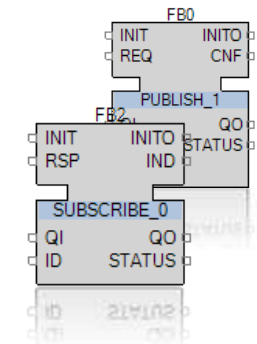 FB0
INIT INITO
REQ CNF
PUBLISH_1
QO
STATUS
FB2
INIT INITO
RSP IND
SUBSCRIBE_0
QI QO
ID STATUS